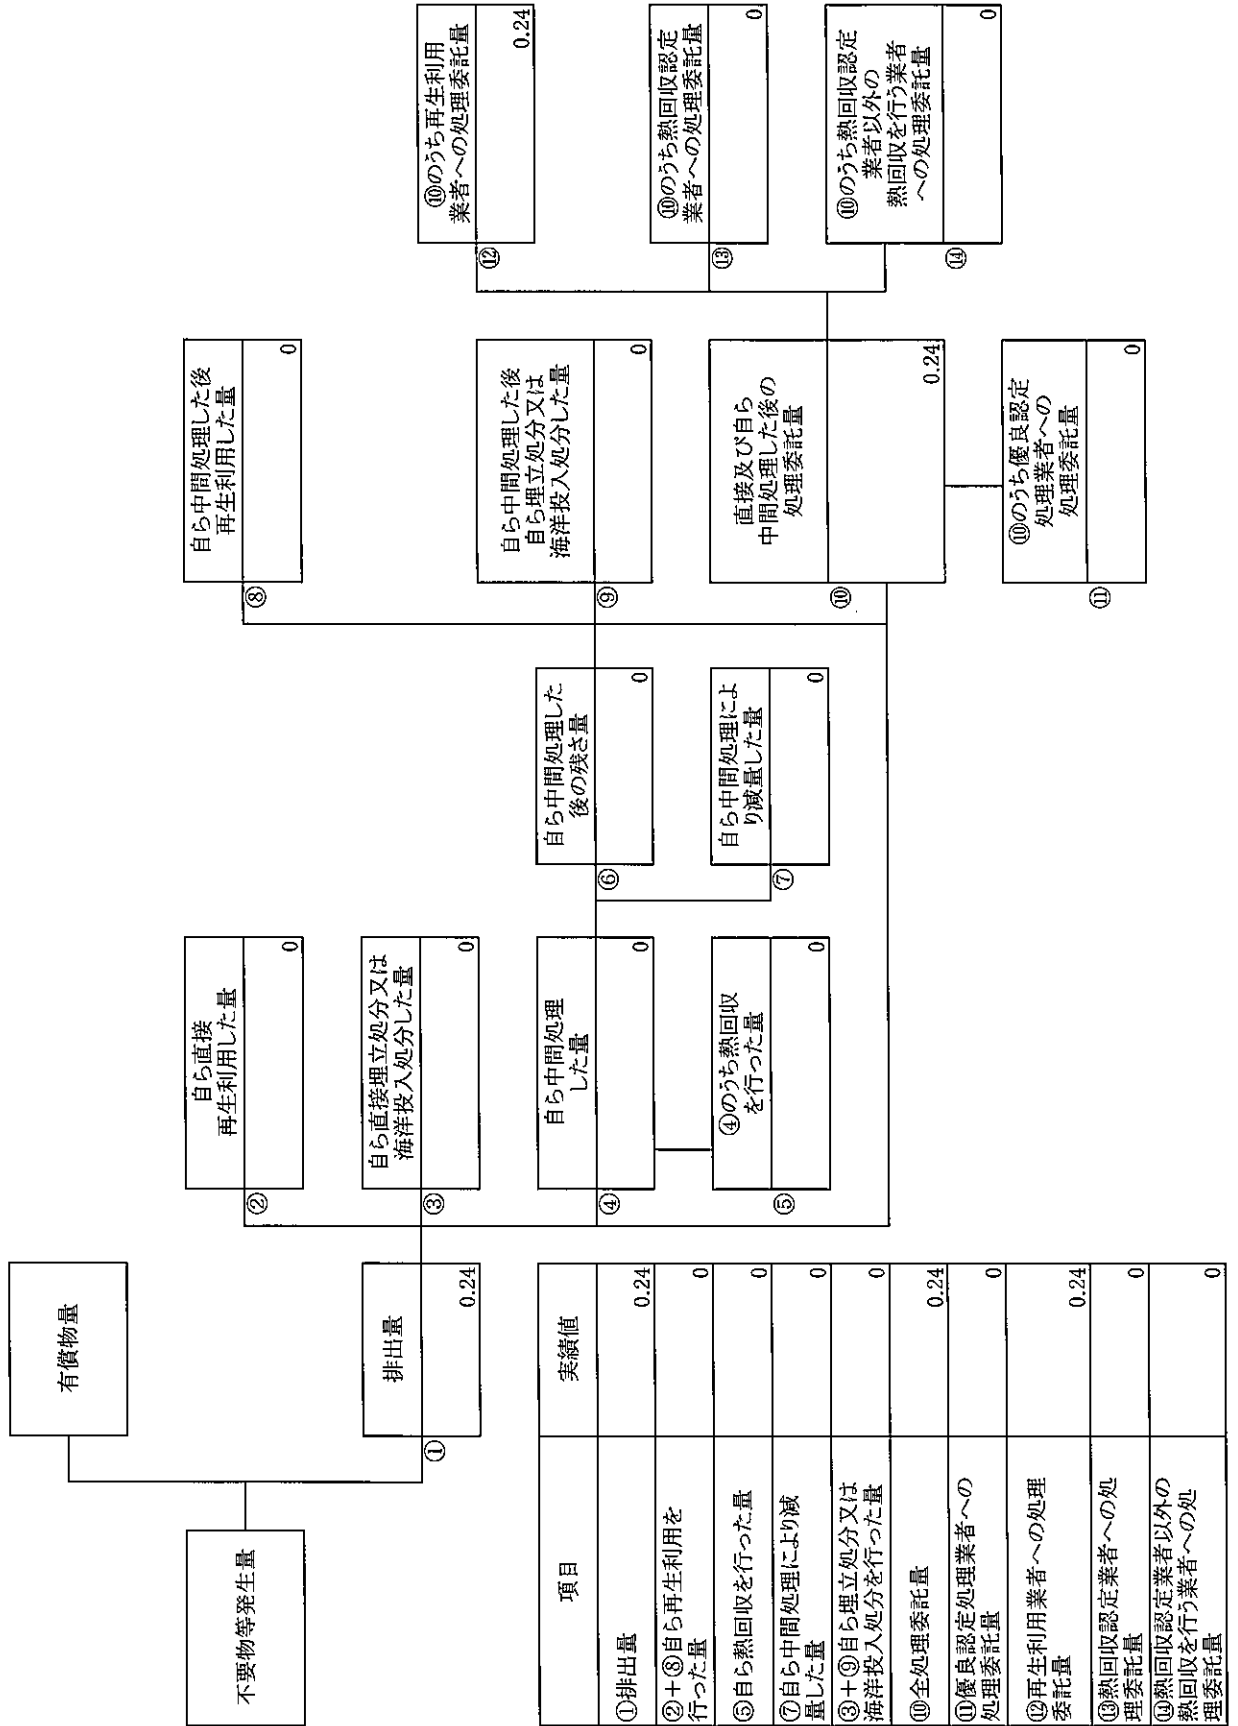 不要物等発生量
有償物量
排出量
①
0.24
自ら直接
再生利用した量
②
0
自ら直接埋立処分又は
海洋投入処分した量
③
0
自ら中間処理
した量
④
0
④のうち熱回収
を行った量
⑤
0
自ら中間処理した
後の残さ量
⑥
0
自ら中間処理によ
り減量した量
⑦
0
自ら中間処理した後
再生利用した量
⑧
0
自ら中間処理した後
自ら埋立処分又は
海洋投入処分した量
⑨
0
直接及び自ら
中間処理した後の
処理委託量
⑩
0.24
⑩のうち優良認定
処理業者への
処理委託量
⑪
0
⑩のうち再生利用
業者への処理委託量
⑫
0.24
⑩のうち熱回収認定
業者への処理委託量
⑬
0
⑩のうち熱回収認定
業者以外の
熱回収を行う業者
への処理委託量
⑭
0
項目 実績値
①排出量 0.24
②+⑧自ら再生利用を
行った量 0
⑤自ら熱回収を行った量 0
⑦自ら中間処理により減
量した量 0
③+⑨自ら埋立処分又は
海洋投入処分を行った量 0
⑩全処理委託量 0.24
⑪優良認定処理業者への
処理委託量 0
⑫再生利用業者への処理
委託量 0.24
⑬熱回収認定業者への処
理委託量 0
⑭熱回収認定業者以外の
熱回収を行う業者への処
理委託量 0